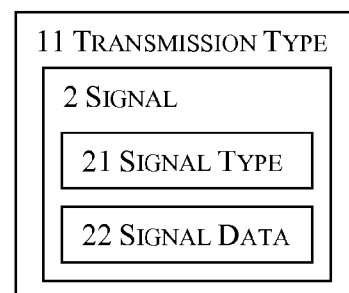 11 TRANSMISSION TYPE
2 SIGNAL
21 SIGNAL TYPE
22 SIGNAL DATA